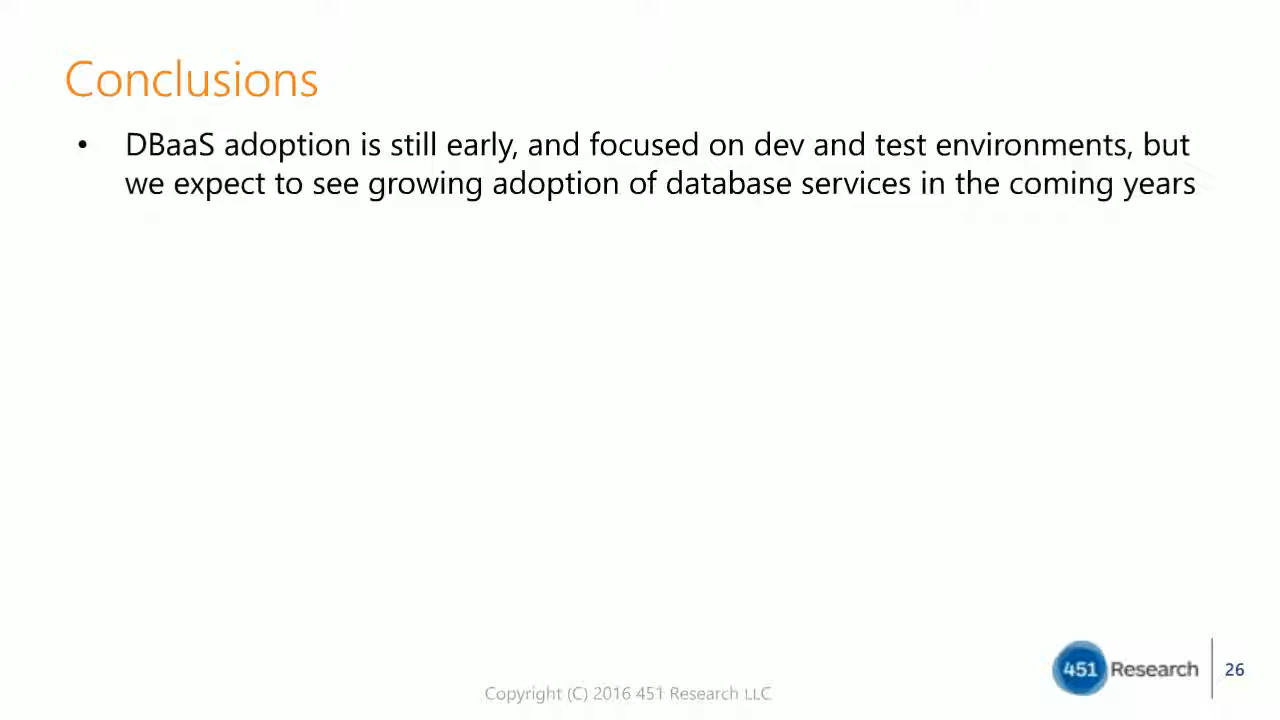 Conclusions
• DBaaS adoption is still early, and focused on dev and test environments, but
we expect to see growing adoption of database services in the coming years
451 Research
26
Copyright (C) 2016 451 Research LLC